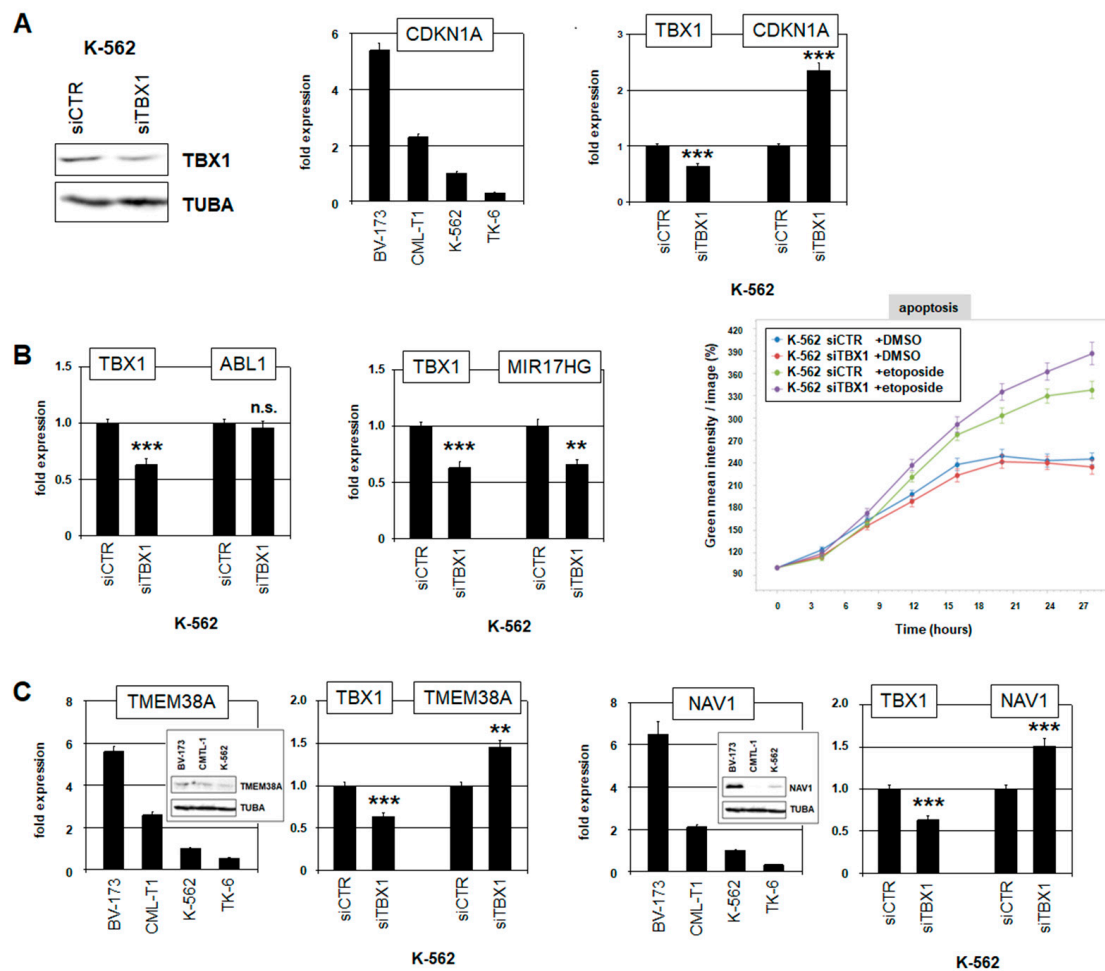 A
K-562
siCTR
siTBX1
TBX1
TUBA
CDKN1A
fold expression
6
4
2
0
BV-173
CML-T1
K-562
TK-6
TBX1
CDKN1A
fold expression
3
2
1
0
***
***
siCTR
siTBX1
siCTR
siTBX1
K-562
B
TBX1
ABL1
fold expression
1.5
1.0
0.5
0
***
n.s.
siCTR
siTBX1
siCTR
siTBX1
K-562
TBX1
MIR17HG
fold expression
1.5
1.0
0.5
0
***
**
siCTR
siTBX1
siCTR
siTBX1
K-562
apoptosis
K-562 siCTR +DMSO
K-562 siTBX1 +DMSO
K-562 siCTR +etoposide
K-562 siTBX1 +etoposide
Green mean intensity / image (%)
420
390
360
330
300
270
240
210
180
150
120
90
0 3 6 9 12 15 18 21 24 27
Time (hours)
C
TMEM38A
fold expression
8
6
4
2
0
BV-173
CMTL-1
K-562
TMEM38A
TUBA
BV-173
CML-T1
K-562
TK-6
TBX1
TMEM38A
2.0
1.5
1.0
0.5
0
***
**
siCTR
siTBX1
siCTR
siTBX1
K-562
NAV1
fold expression
8
6
4
2
0
BV-173
CMTL-1
K-562
NAV1
TUBA
BV-173
CML-T1
K-562
TK-6
TBX1
NAV1
fold expression
2.0
1.5
1.0
0.5
0
***
***
siCTR
siTBX1
siCTR
siTBX1
K-562